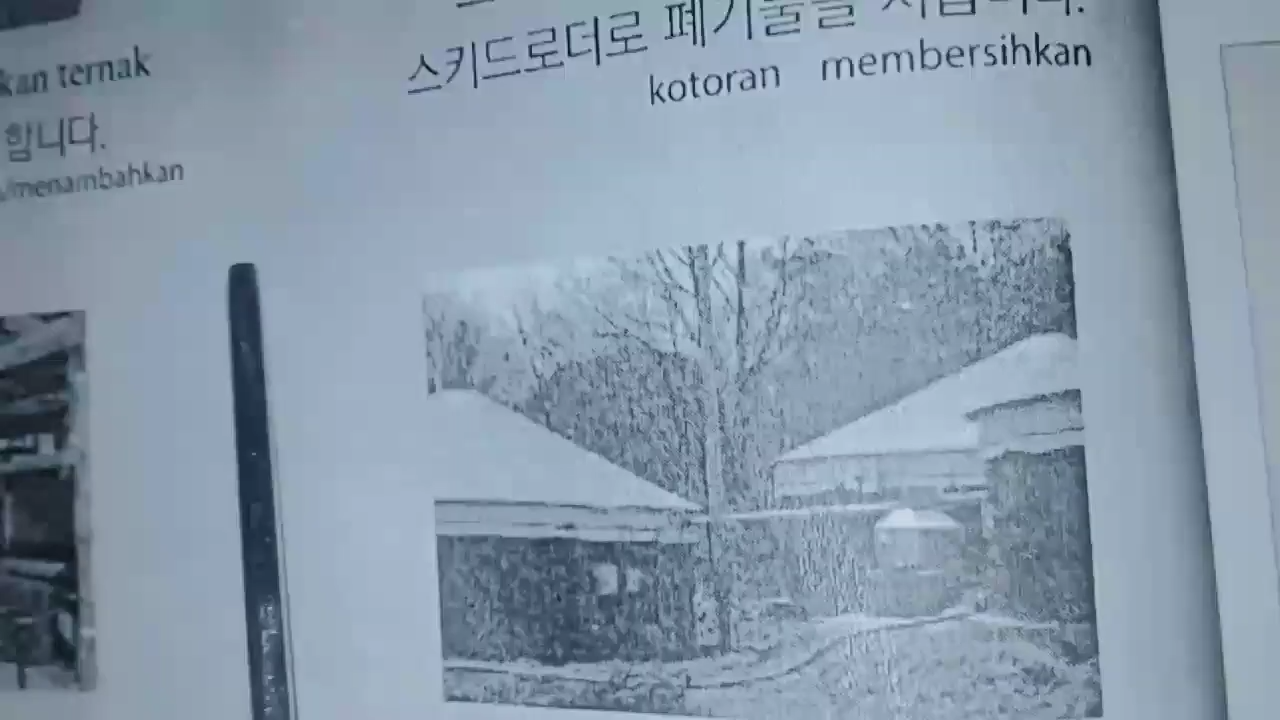 kan ternak
합니다.
/menambahkan
스키드로더로 폐기물을
kotoran membersihkan